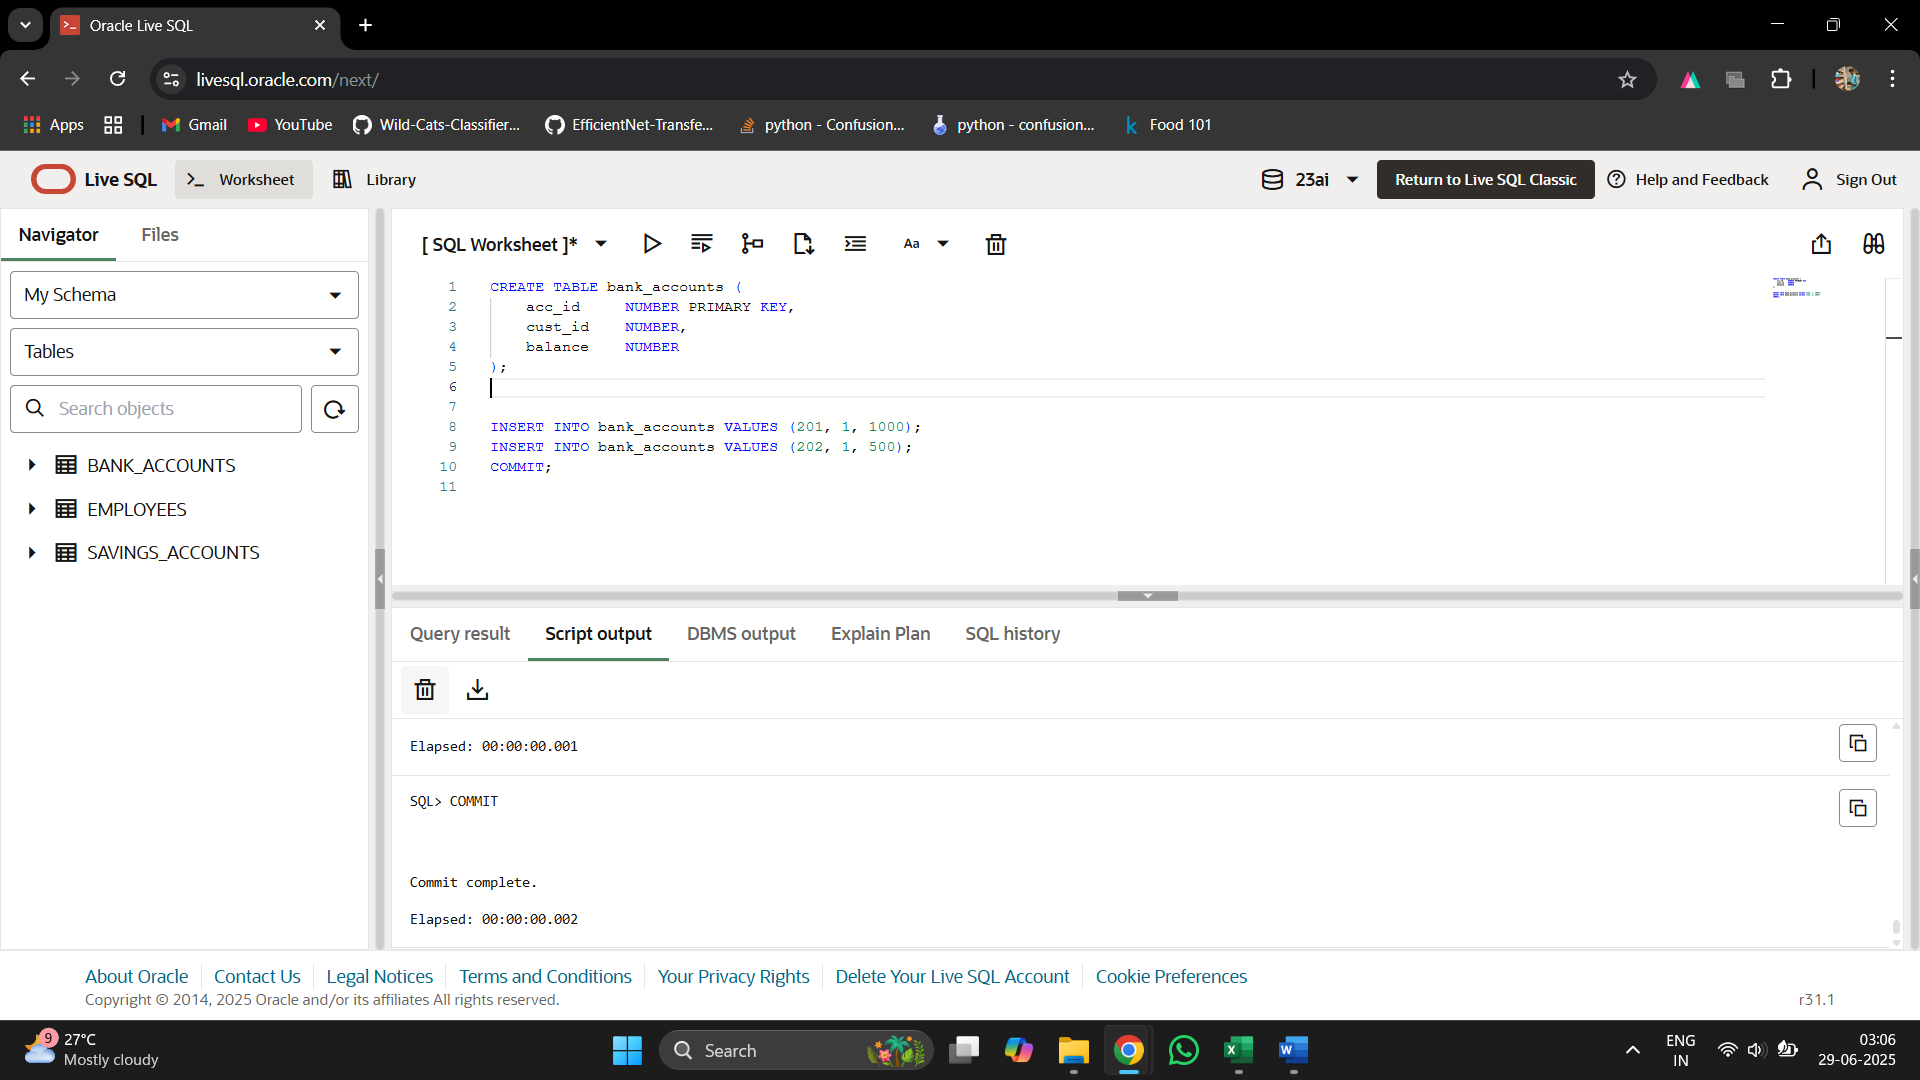 Oracle Live SQL
livesql.oracle.com/next/
Apps
Gmail
YouTube
Wild-Cats-Classifier...
EfficientNet-Transfe...
python - Confusion...
python - confusion...
Food 101
Live SQL
Worksheet
Library
23ai
Return to Live SQL Classic
Help and Feedback
Sign Out
Navigator
Files
My Schema
Tables
Search objects
BANK_ACCOUNTS
EMPLOYEES
SAVINGS_ACCOUNTS
[ SQL Worksheet ]*
Aa
1 CREATE TABLE bank_accounts (
2 acc_id NUMBER PRIMARY KEY,
3 cust_id NUMBER,
4 balance NUMBER
5 );
6
7
8 INSERT INTO bank_accounts VALUES (201, 1, 1000);
9 INSERT INTO bank_accounts VALUES (202, 1, 500);
10 COMMIT;
11
Query result
Script output
DBMS output
Explain Plan
SQL history
Elapsed: 00:00:00.001
SQL> COMMIT
Commit complete.
Elapsed: 00:00:00.002
About Oracle
Contact Us
Legal Notices
Terms and Conditions
Your Privacy Rights
Delete Your Live SQL Account
Cookie Preferences
Copyright © 2014, 2025 Oracle and/or its affiliates All rights reserved.
r31.1
9
27°C
Mostly cloudy
Search
ENG
IN
03:06
29-06-2025